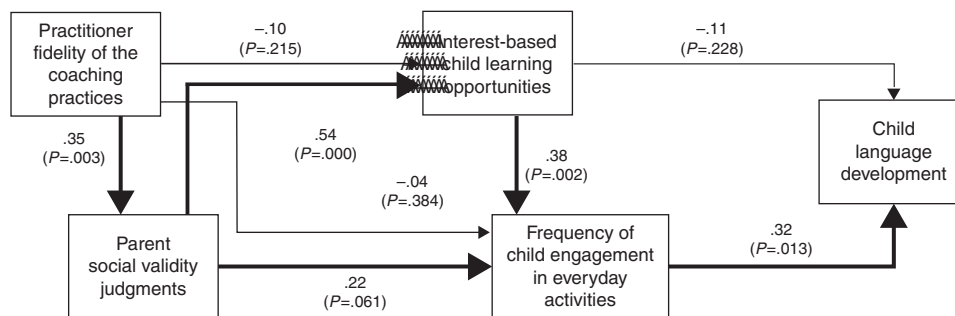 Practitioner
fidelity of the
coaching
practices
–.10
(P=.215)
Interest-based
child learning
opportunities
–.11
(P=.228)
Child
language
development
.35
(P=.003)
.54
(P=.000)
–.04
(P=.384)
.38
(P=.002)
Parent
social validity
judgments
.22
(P=.061)
Frequency of
child engagement
in everyday
activities
.32
(P=.013)